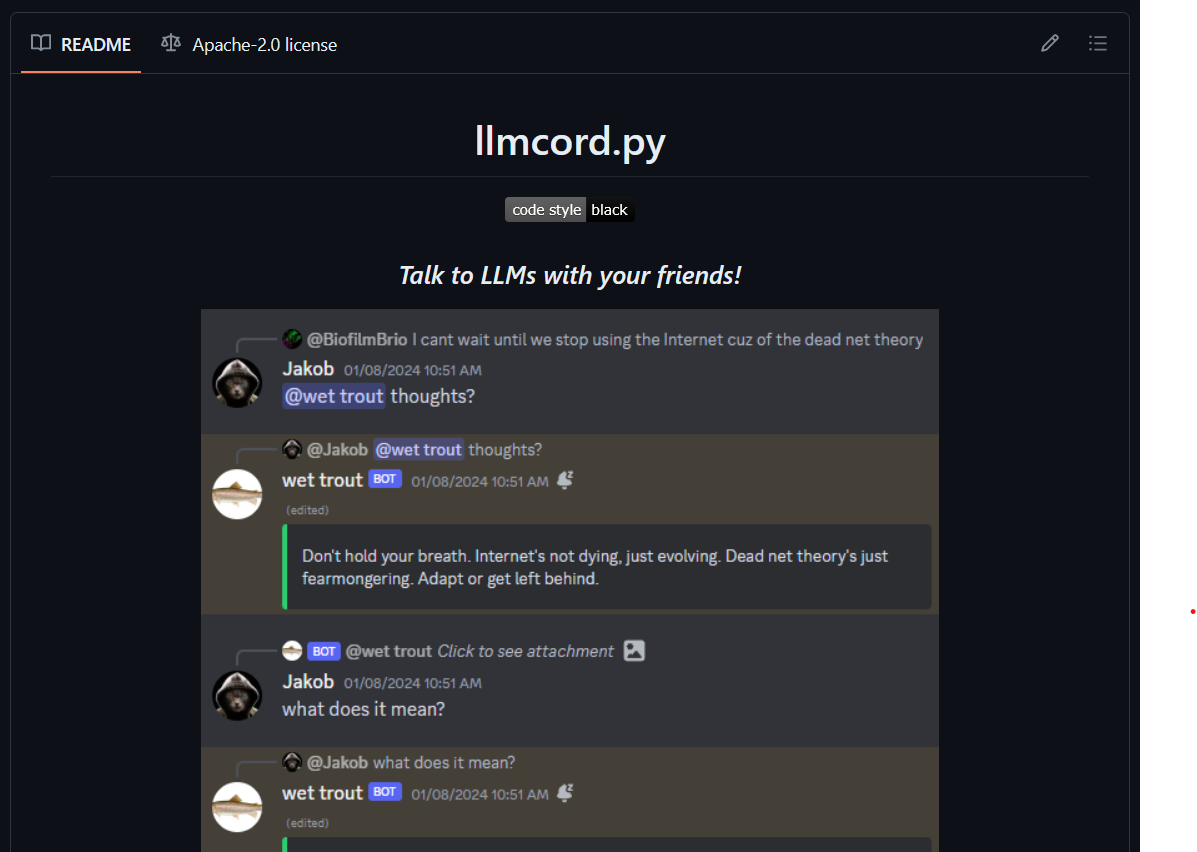 README
Apache-2.0 license
llmcord.py
code style black
Talk to LLMs with your friends!
@BiofilmBrio I cant wait until we stop using the Internet cuz of the dead net theory
Jakob 01/08/2024 10:51 AM
@wet trout thoughts?
@Jakob @wet trout thoughts?
wet trout BOT 01/08/2024 10:51 AM
(edited)
Don't hold your breath. Internet's not dying, just evolving. Dead net theory's just
fearmongering. Adapt or get left behind.
BOT @wet trout Click to see attachment
Jakob 01/08/2024 10:51 AM
what does it mean?
@Jakob what does it mean?
wet trout BOT 01/08/2024 10:51 AM
(edited)